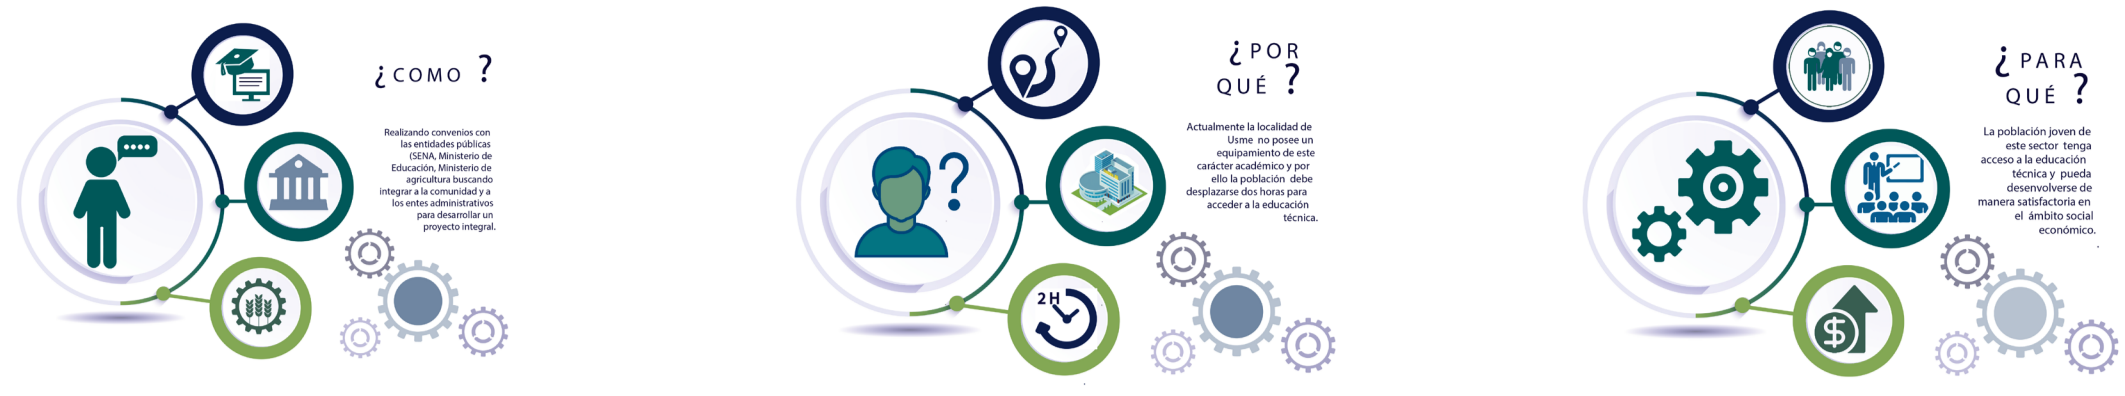 ¿COMO ?
Realizando convenios con
las entidades públicas
(SENA, Ministerio de
Educación, Ministerio de
agricultura buscando
integrar a la comunidad y a
los entes administrativos
para desarrollar un
proyecto integral.
¿POR
QUÉ ?
Actualmente la localidad de
Usme no posee un
equipamiento de este
carácter académico y por
ello la población debe
desplazarse dos horas para
acceder a la educación
técnica.
2H
¿PARA
QUÉ ?
La población joven de
este sector tenga
acceso a la educación
técnica y pueda
desenvolverse de
manera satisfactoria en
el ámbito social
económico.
$